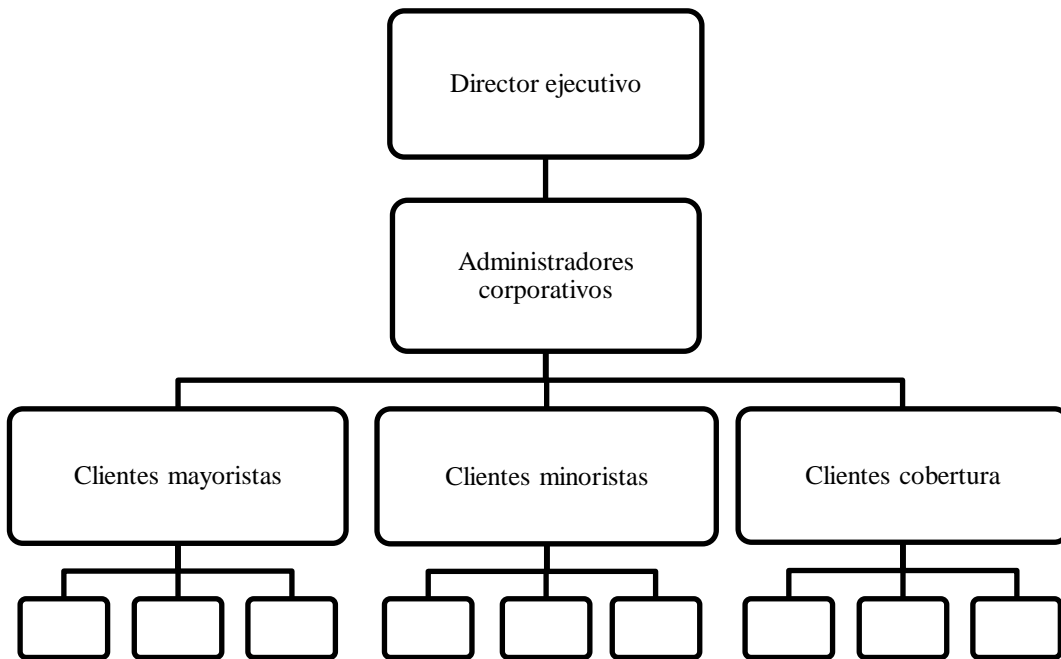 Director ejecutivo
Administradores
corporativos
Clientes mayoristas
Clientes minoristas
Clientes cobertura